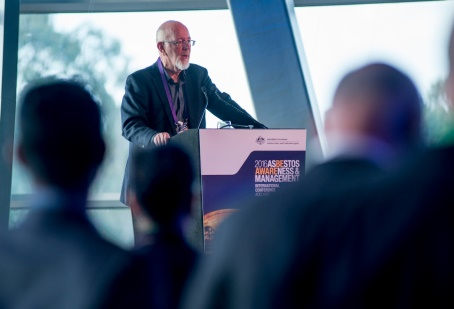 2016 ASBESTOS
AWARENESS &
MANAGEMENT
INTERNATIONAL
CONFERENCE